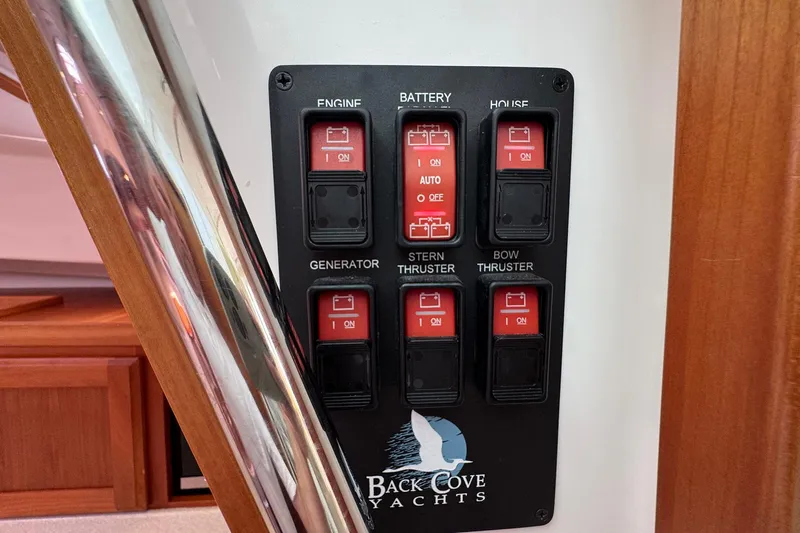 ENGINE
BATTERY
HOUSE
I ON
I ON
AUTO
O OFF
I ON
GENERATOR
STERN
THRUSTER
BOW
THRUSTER
I ON
I ON
I ON
BACK COVE
YACHTS